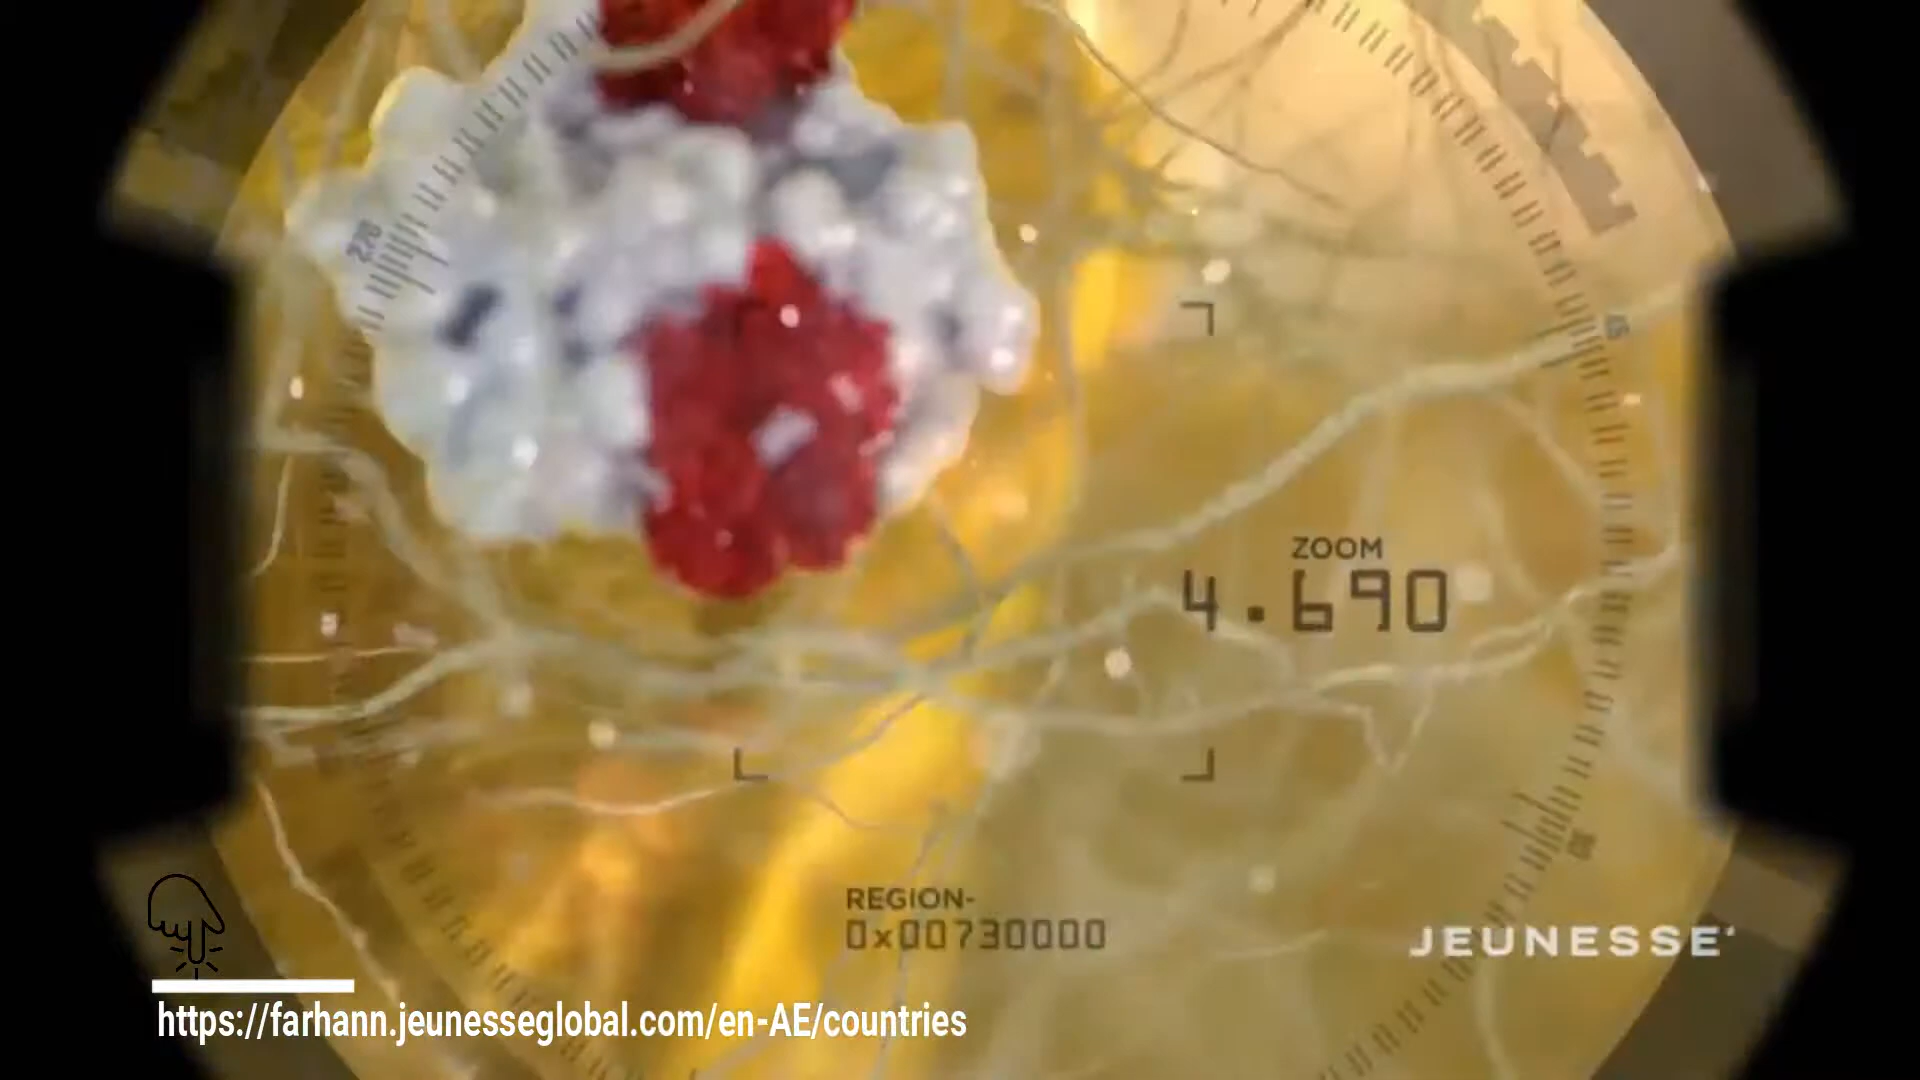 ZOOM
4.690
REGION-
0x00730000
JEUNESSE
https://farhann.jeunesseglobal.com/en-AE/countries